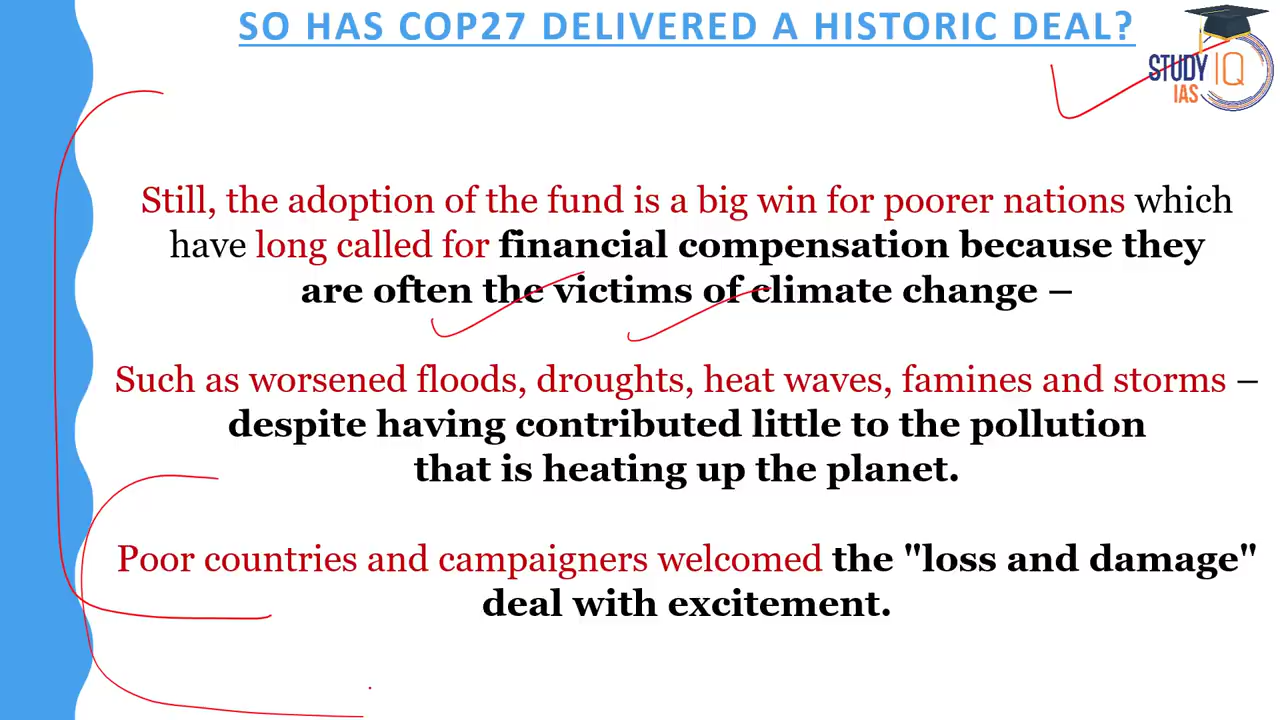 SO HAS COP27 DELIVERED A HISTORIC DEAL?
STUDY IQ
IAS
Still, the adoption of the fund is a big win for poorer nations which
have long called for financial compensation because they
are often the victims of climate change –
Such as worsened floods, droughts, heat waves, famines and storms –
despite having contributed little to the pollution
that is heating up the planet.
Poor countries and campaigners welcomed the "loss and damage"
deal with excitement.